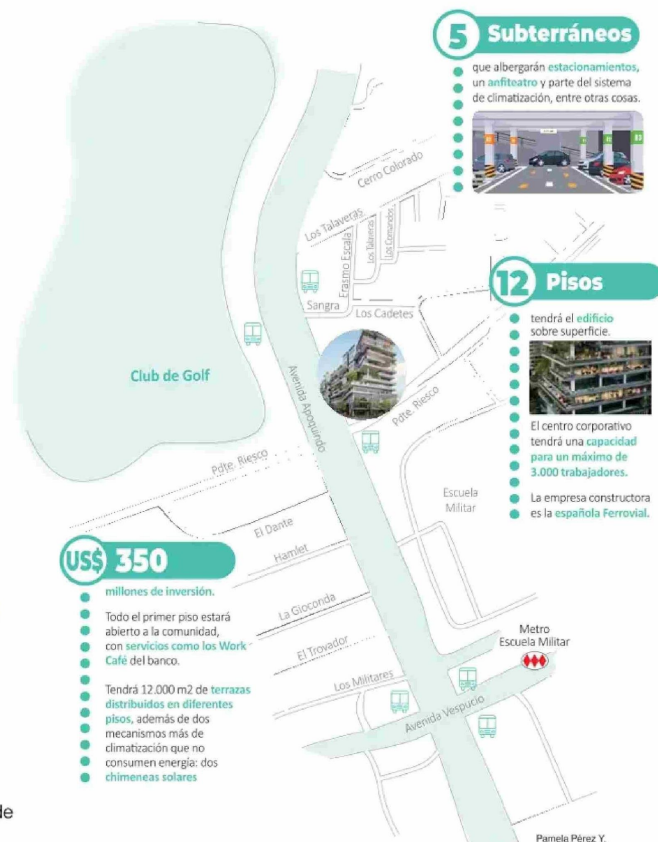 5 Subterráneos
que albergarán estacionamientos,
un anfiteatro y parte del sistema
de climatización, entre otras cosas.
Cerro Colorado
Los Talaveras
Erasmo Escala
Los Talaveras
Los Comandos
Sangra
Los Cadetes
12 Pisos
tendrá el edificio
sobre superficie.
El centro corporativo
tendrá una capacidad
para un máximo de
3.000 trabajadores.
La empresa constructora
es la española Ferrovial.
Club de Golf
Avenida Apoquindo
Pdte. Riesco
Pdte. Riesco
Escuela
Militar
El Dante
Hamlet
US$ 350
millones de inversión.
Todo el primer piso estará
abierto a la comunidad,
con servicios como los Work
Café del banco.
Tendrá 12.000 m2 de terrazas
distribuidos en diferentes
pisos, además de dos
mecanismos más de
climatización que no
consumen energía: dos
chimeneas solares
La Gioconda
El Trovador
Los Militares
Metro
Escuela Militar
Avenida Vespucio
de
Pamela Pérez Y.